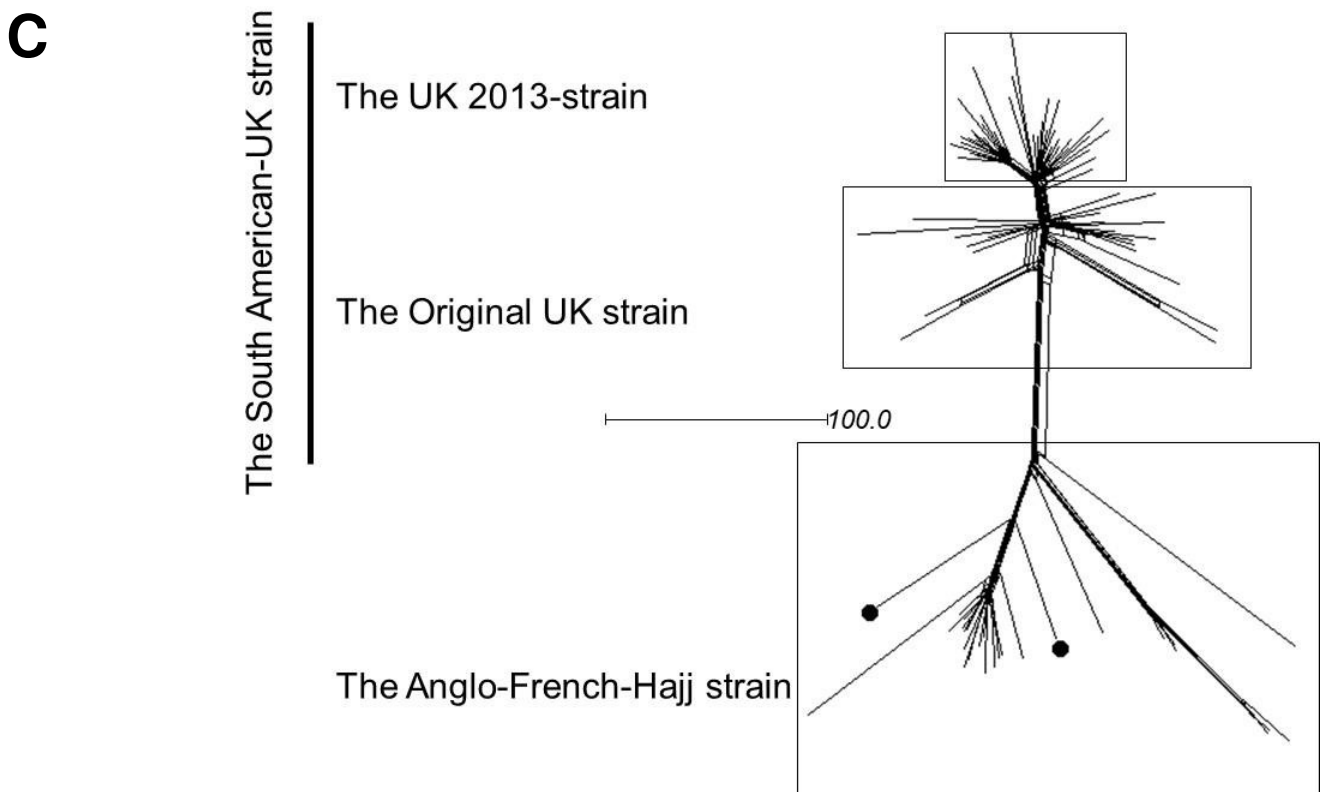 C
The South American-UK strain
The UK 2013-strain
The Original UK strain
100.0
The Anglo-French-Hajj strain